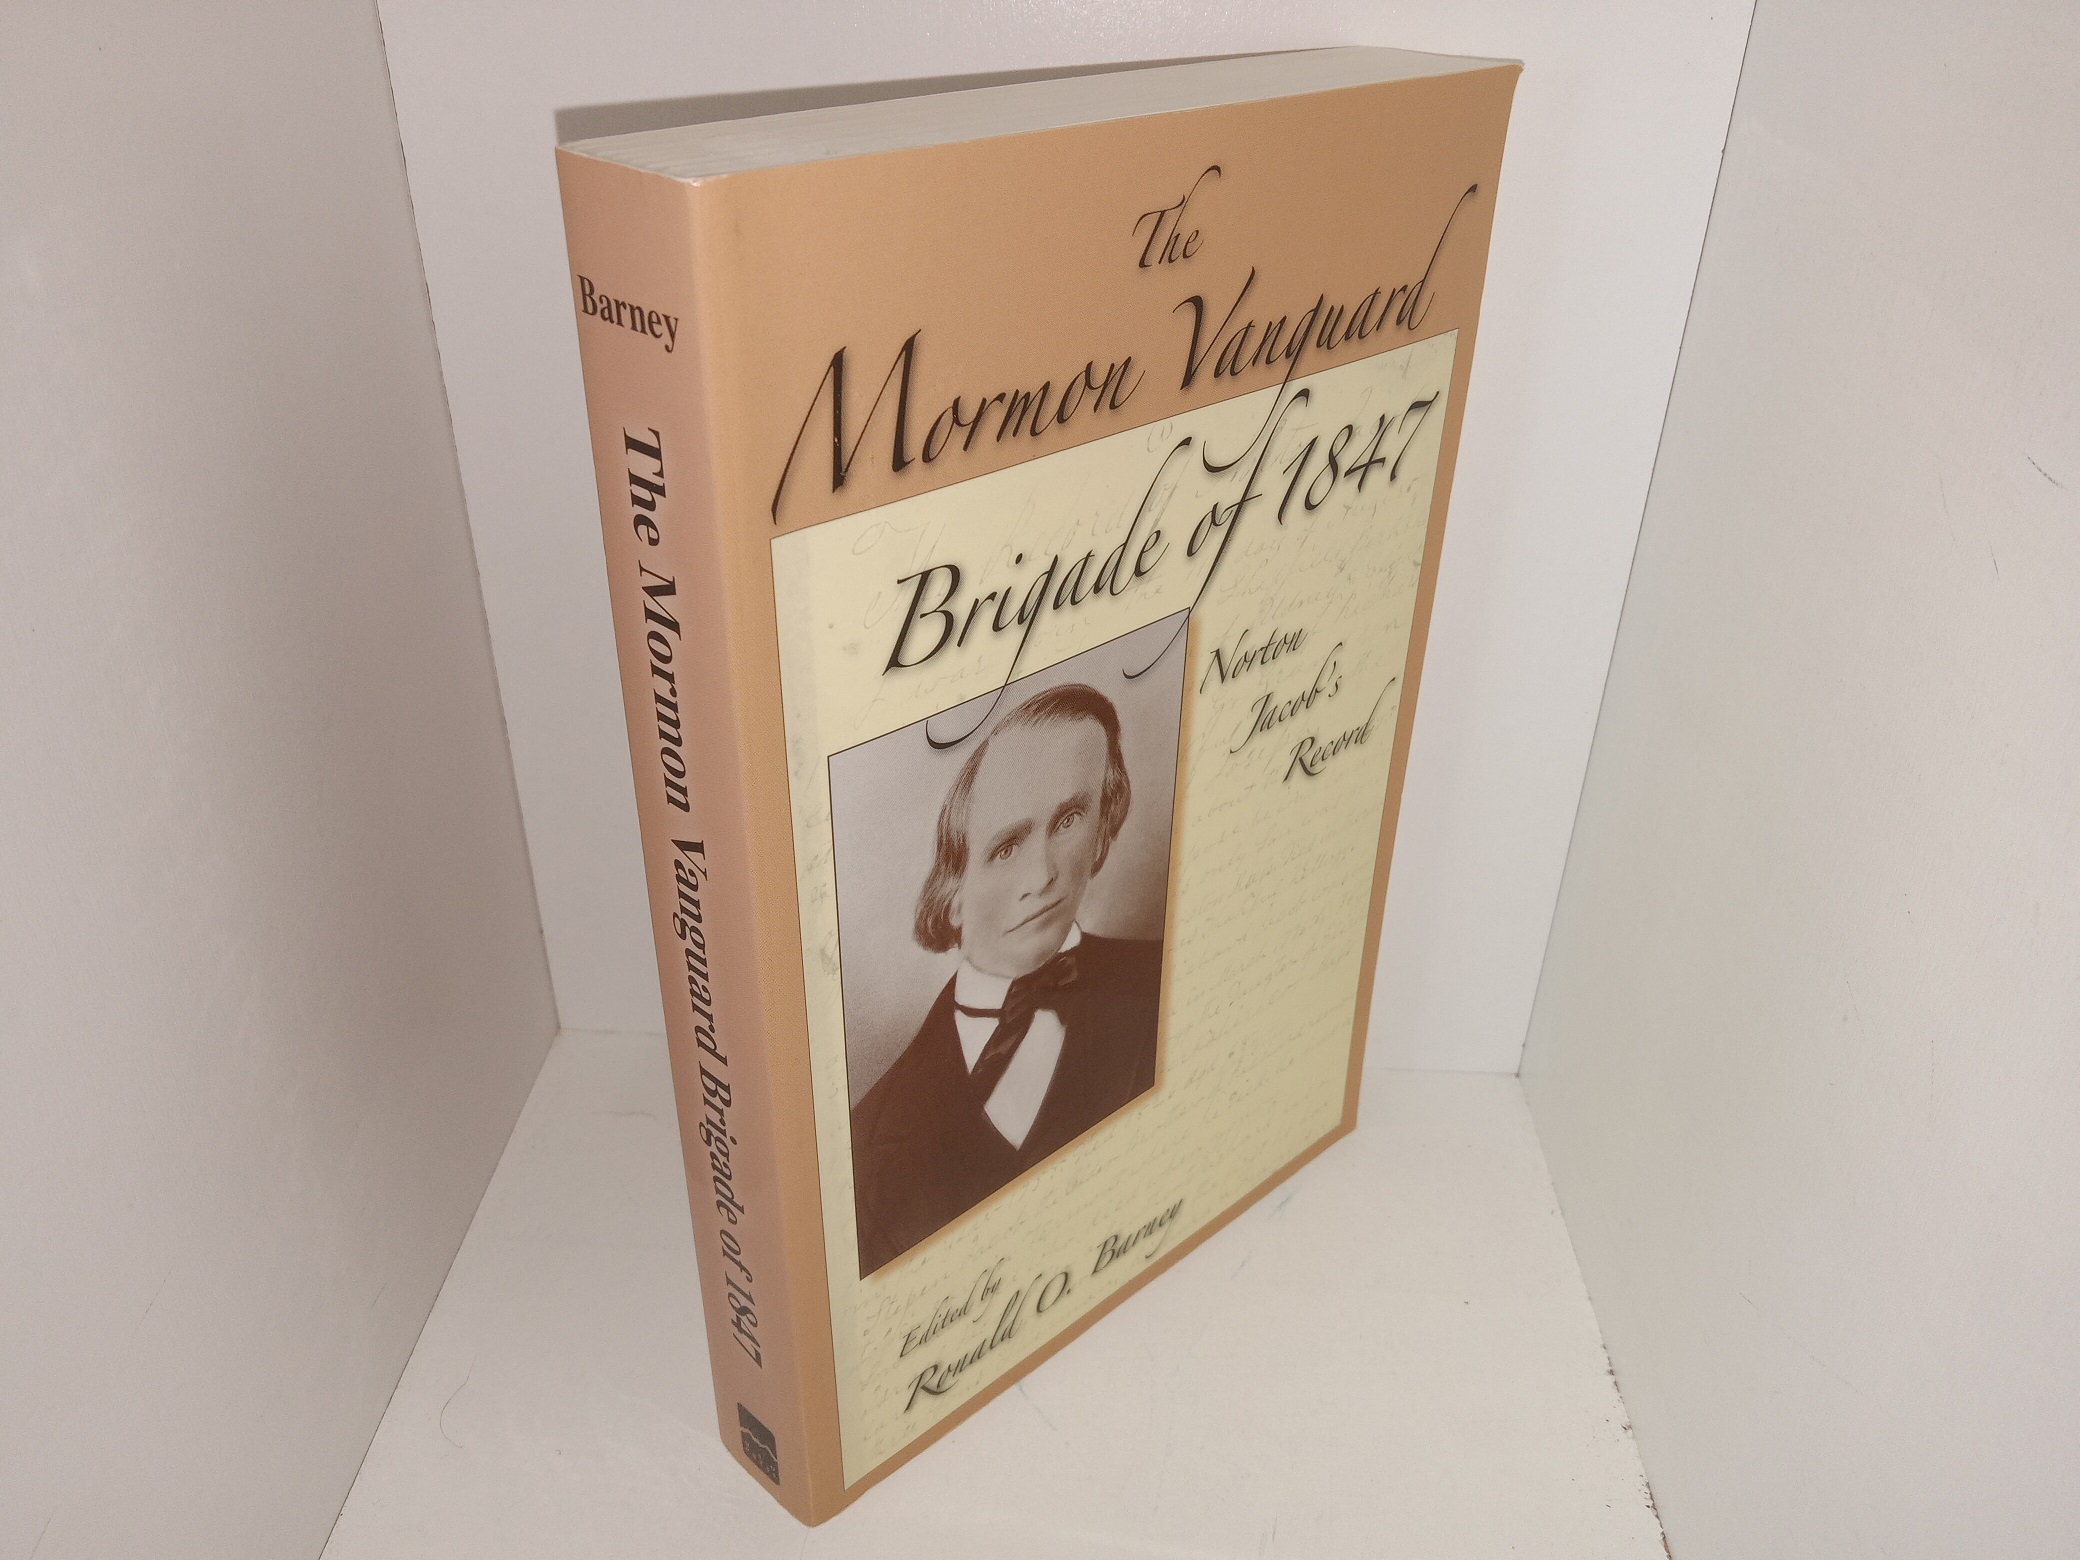 Barney
The Mormon Vanguard Brigade of 1847
The
Mormon Vanguard
Brigade of 1847
Norton
Jacob's
Record
Edited by
Ronald O. Barney